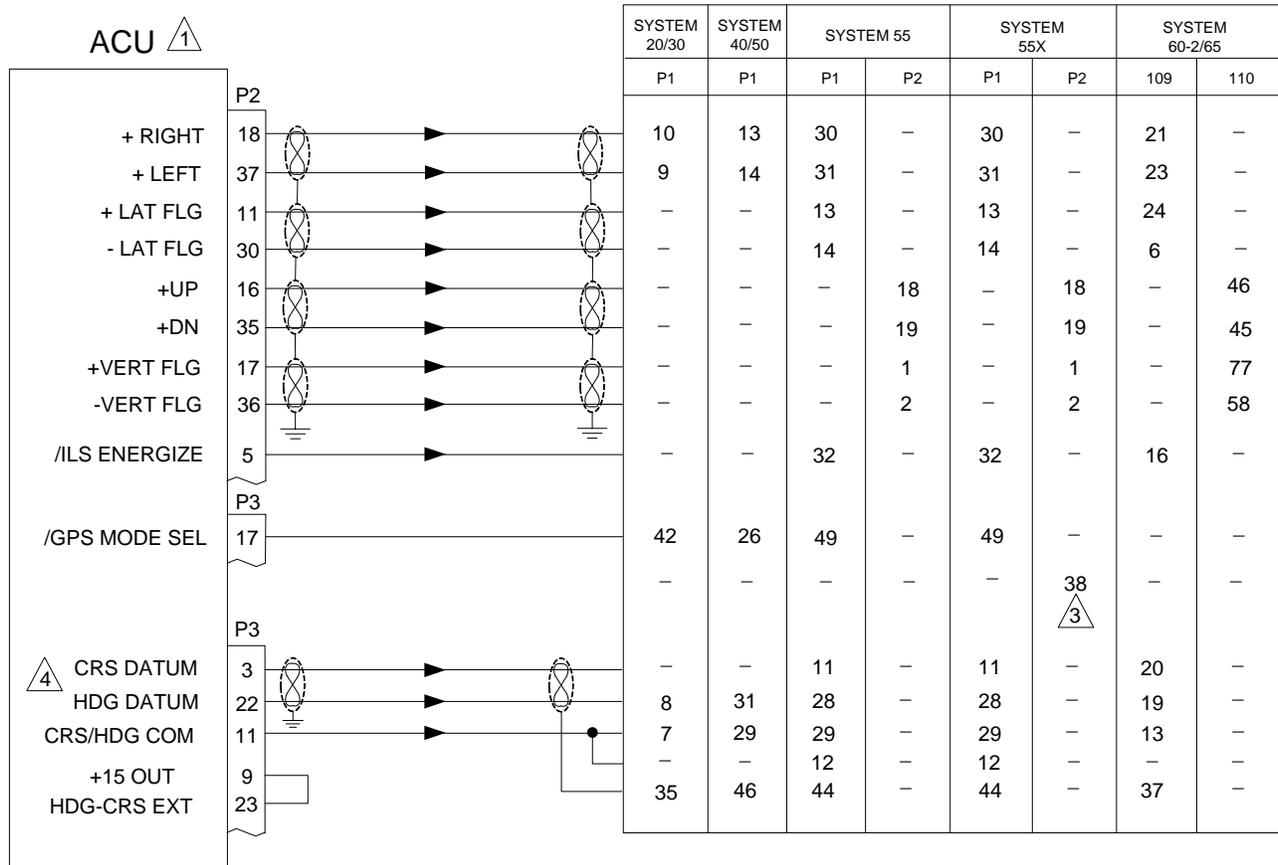 ACU 1
SYSTEM 20/30 SYSTEM 40/50 SYSTEM 55 SYSTEM 55X SYSTEM 60-2/65
P1 P1 P1 P2 P1 P2 109 110
P2
+ RIGHT 18 10 13 30 – 30 – 21 –
+ LEFT 37 9 14 31 – 31 – 23 –
+ LAT FLG 11 – – 13 – 13 – 24 –
- LAT FLG 30 – – 14 – 14 – 6 –
+UP 16 – – – 18 – 18 – 46
+DN 35 – – – 19 – 19 – 45
+VERT FLG 17 – – – 1 – 1 – 77
-VERT FLG 36 – – – 2 – 2 – 58
/ILS ENERGIZE 5 – – 32 – 32 – 16 –
P3
/GPS MODE SEL 17 42 26 49 – 49 – – –
– – – – – 38 – –
3
P3
4 CRS DATUM 3 – – 11 – 11 – 20 –
HDG DATUM 22 8 31 28 – 28 – 19 –
CRS/HDG COM 11 7 29 29 – 29 – 13 –
– – 12 – 12 – – –
+15 OUT 9
35 46 44 – 44 – 37 –
HDG-CRS EXT 23